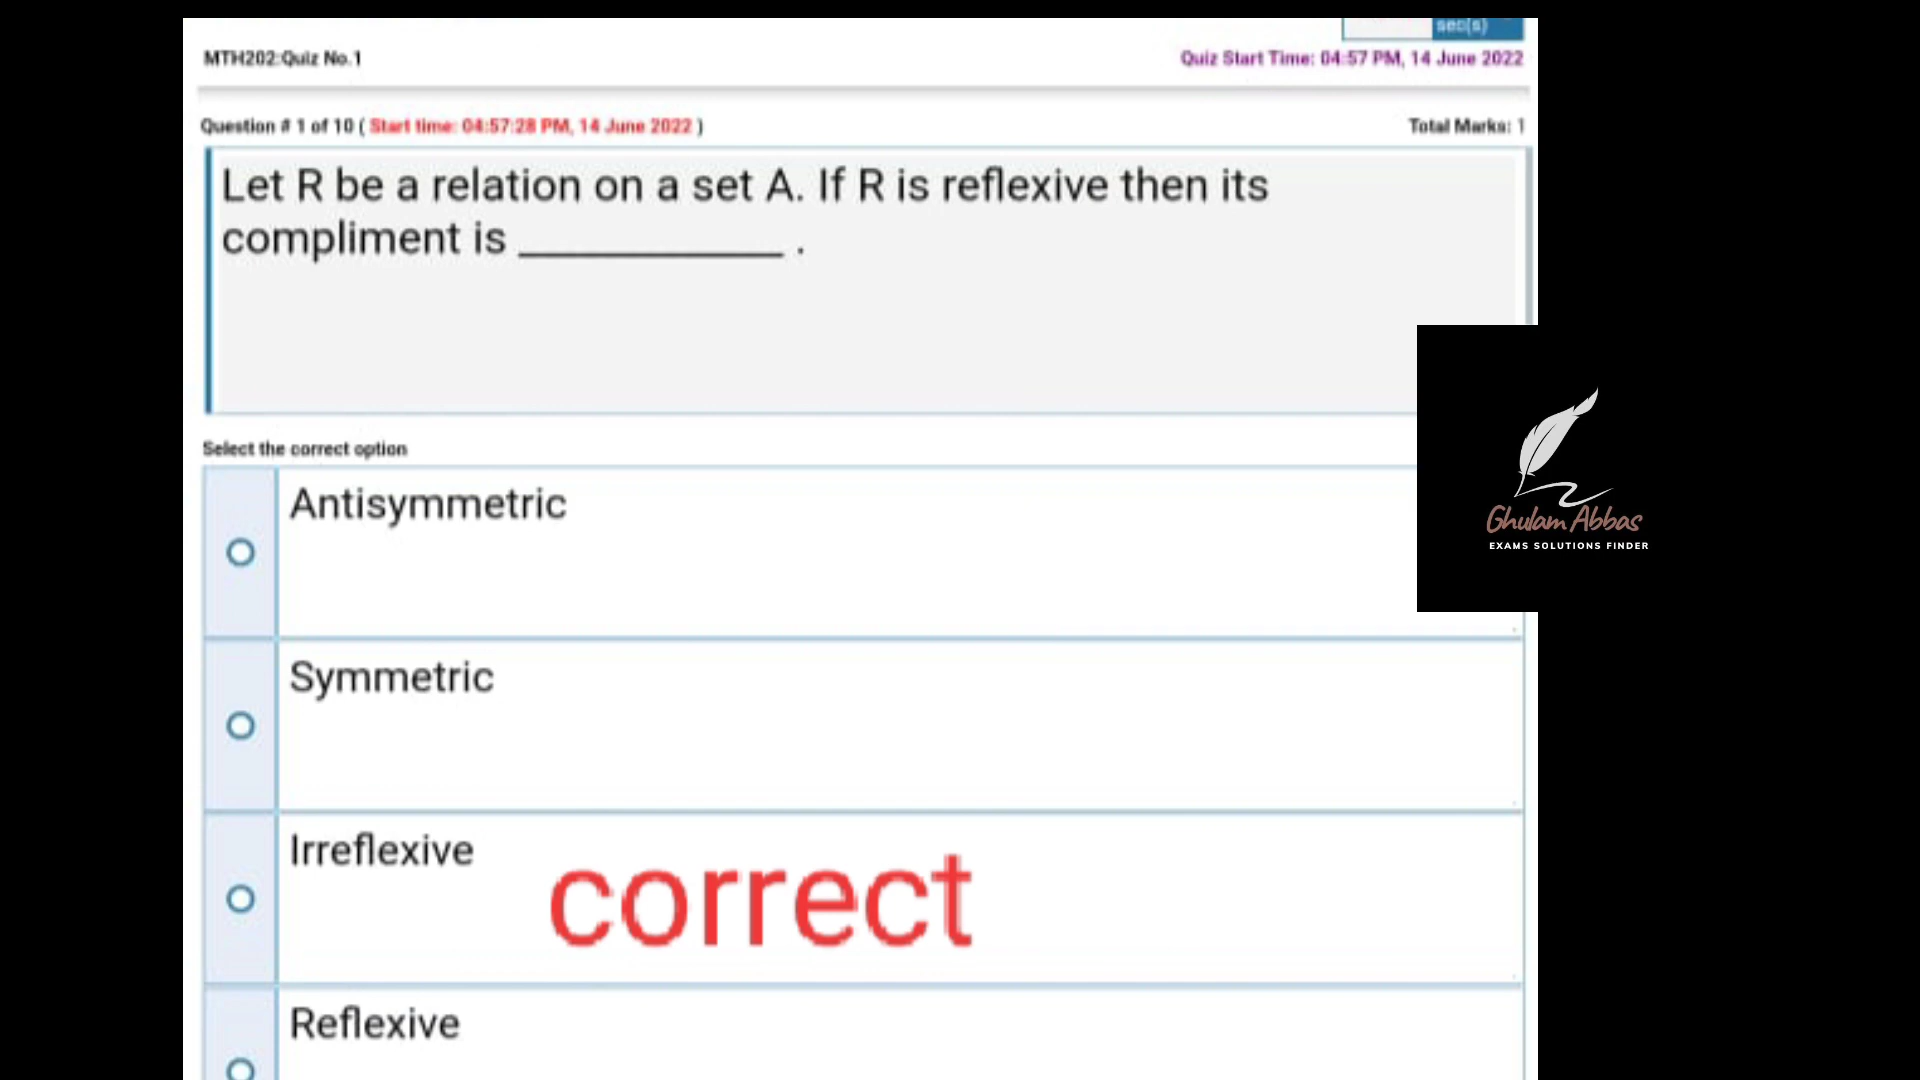 sec(s)
MTH202:Quiz No.1
Quiz Start Time: 04:57 PM, 14 June 2022
Question # 1 of 10 ( Start time: 04:57:28 PM, 14 June 2022 )
Total Marks: 1
Let R be a relation on a set A. If R is reflexive then its
compliment is ____________ .
Select the correct option
Antisymmetric
Symmetric
Irreflexive
correct
Reflexive
Ghulam Abbas
EXAMS SOLUTIONS FINDER